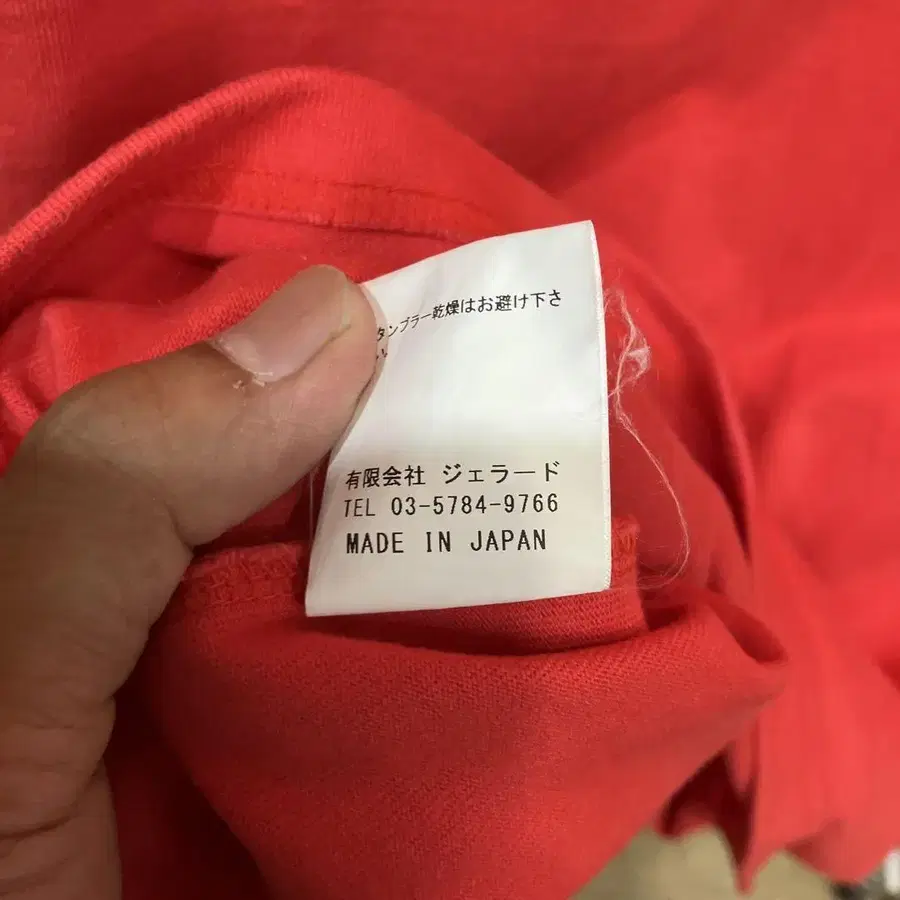 タンブラー乾燥はお避け下さ
い
有限会社 ジェラード
TEL 03-5784-9766
MADE IN JAPAN